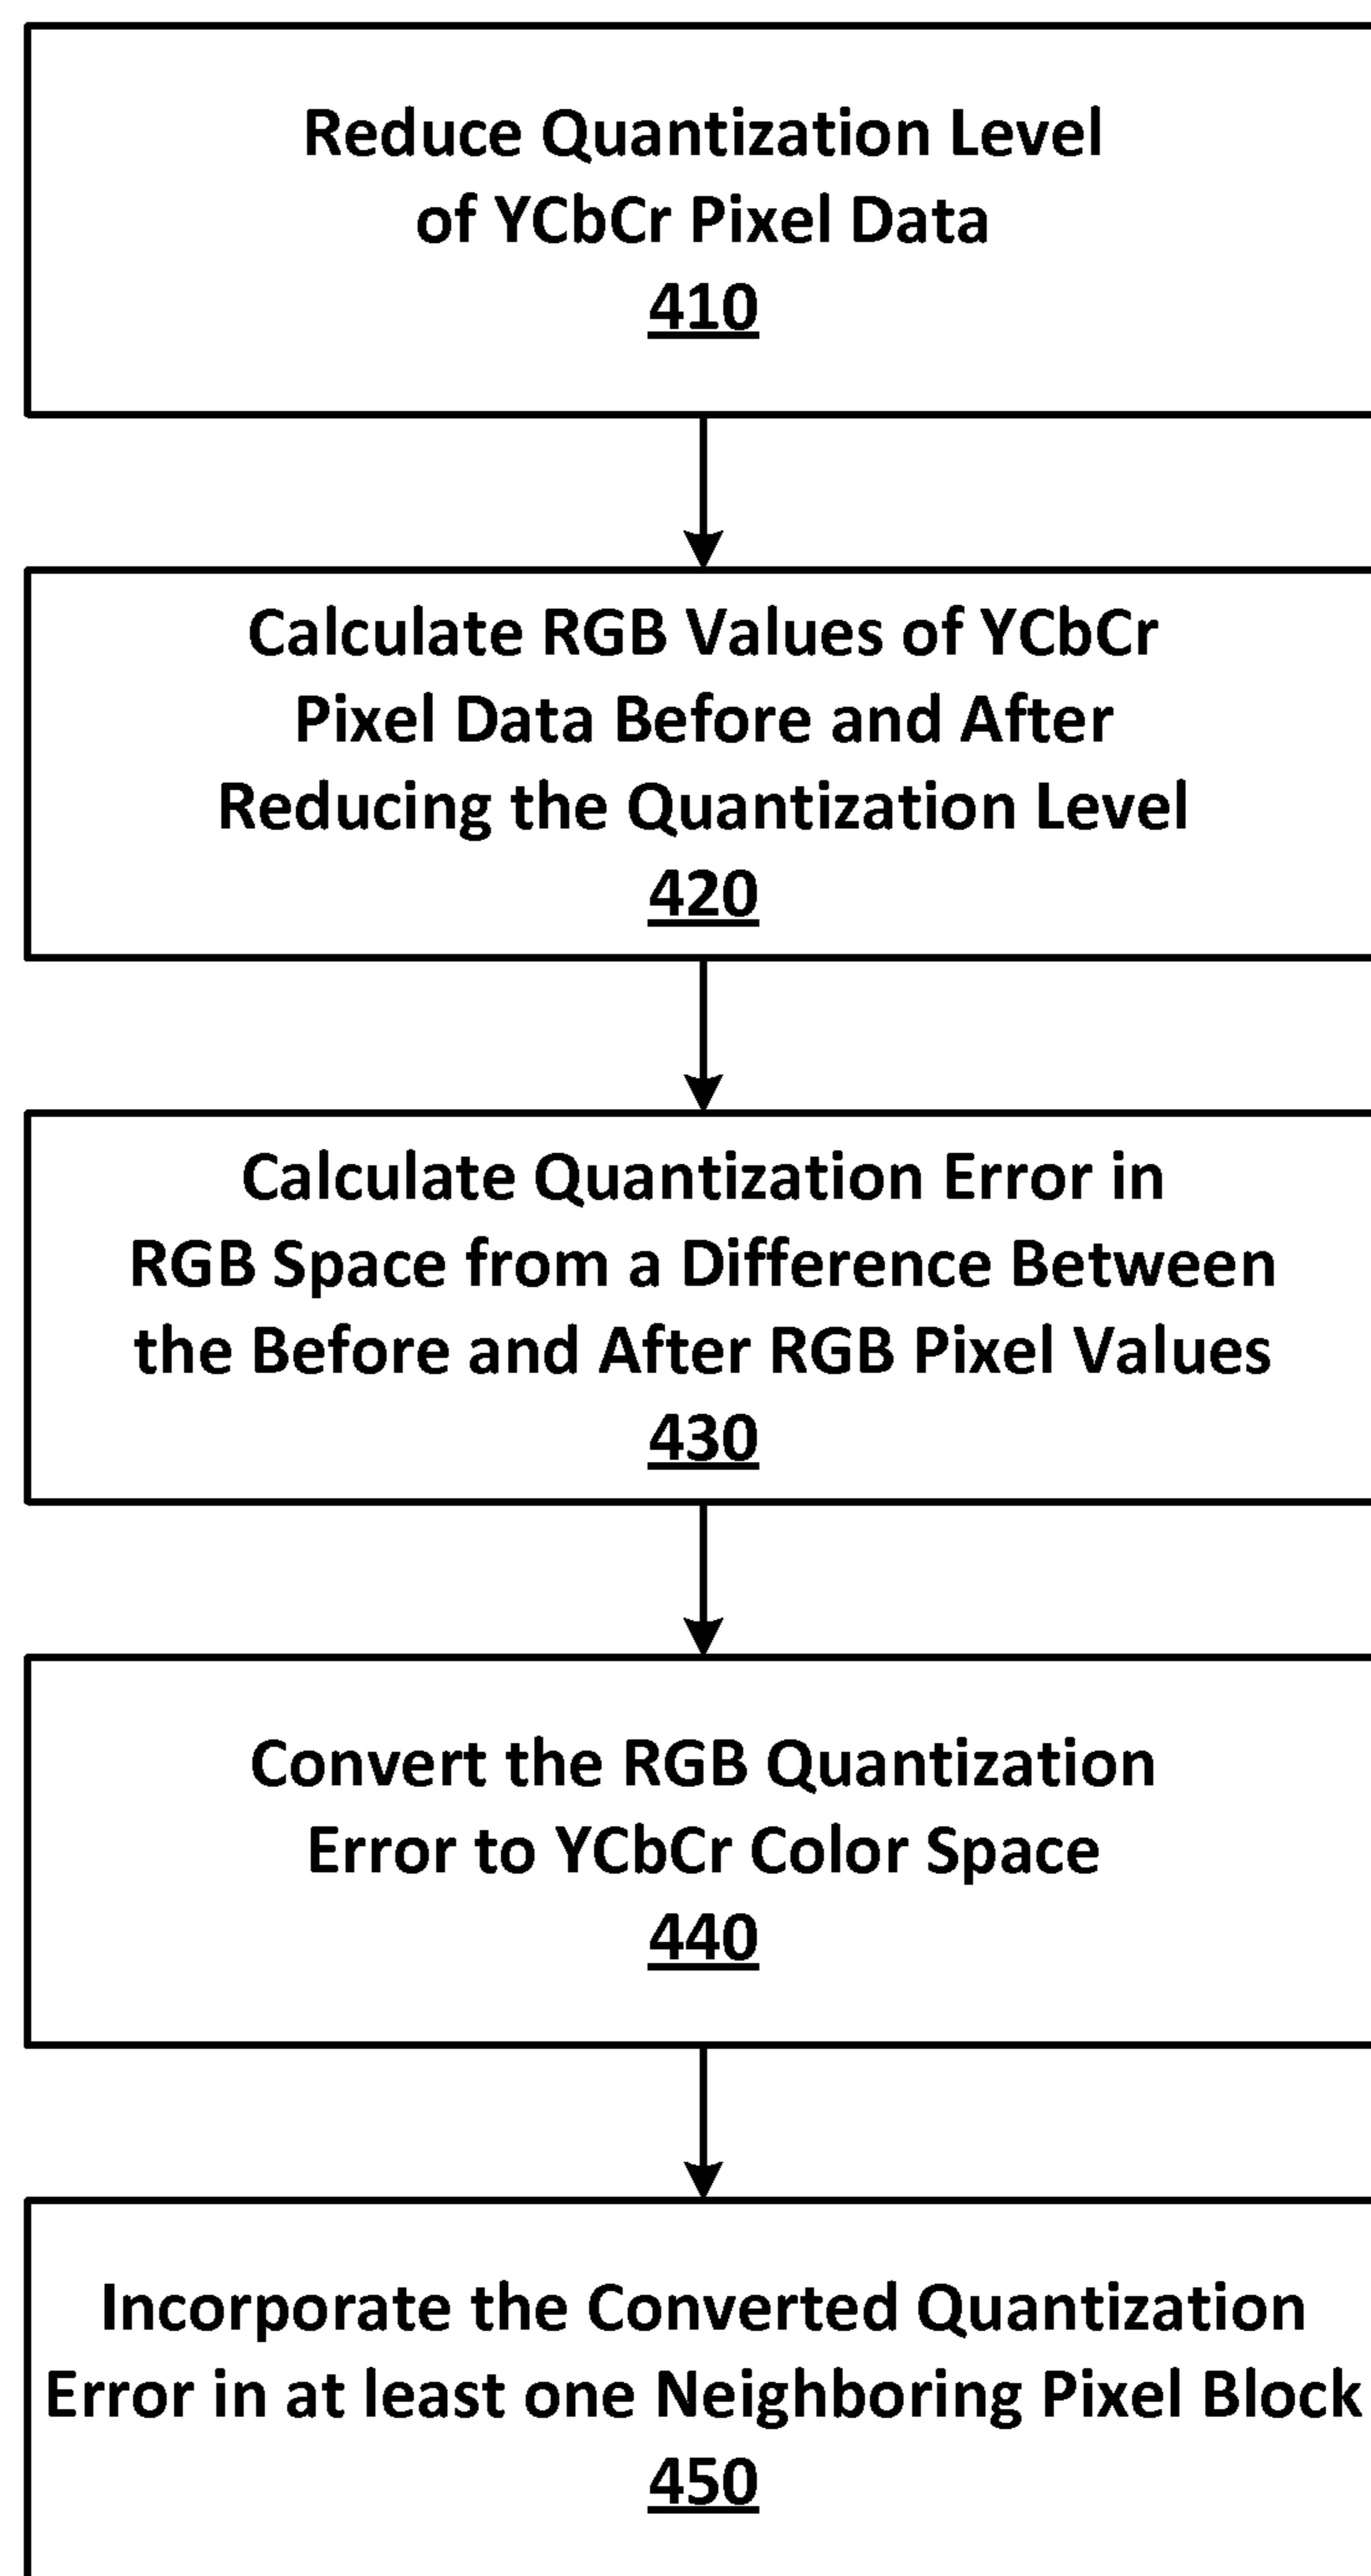 Reduce Quantization Level
of YCbCr Pixel Data
410
Calculate RGB Values of YCbCr
Pixel Data Before and After
Reducing the Quantization Level
420
Calculate Quantization Error in
RGB Space from a Difference Between
the Before and After RGB Pixel Values
430
Convert the RGB Quantization
Error to YCbCr Color Space
440
Incorporate the Converted Quantization
Error in at least one Neighboring Pixel Block
450